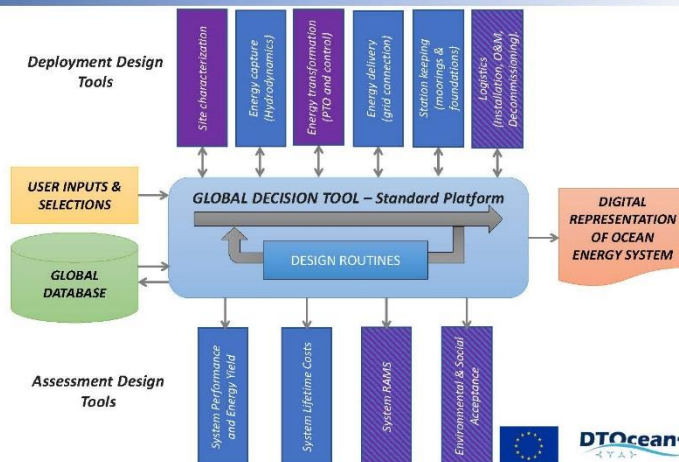 Deployment Design
Tools
Site characterization
Energy capture
(Hydrodynamics)
Energy transformation
(PTO and control)
Energy delivery
(grid connection)
Station keeping
(moorings &
foundations)
Logistics
(Installation, O&M,
Decommissioning).
USER INPUTS &
SELECTIONS
GLOBAL
DATABASE
GLOBAL DECISION TOOL – Standard Platform
DESIGN ROUTINES
DIGITAL
REPRESENTATION
OF OCEAN
ENERGY SYSTEM
Assessment Design
Tools
System Performance
and Energy Yield
System Lifetime Costs
System RAMS
Environmental & Social
Acceptance
DTOcean